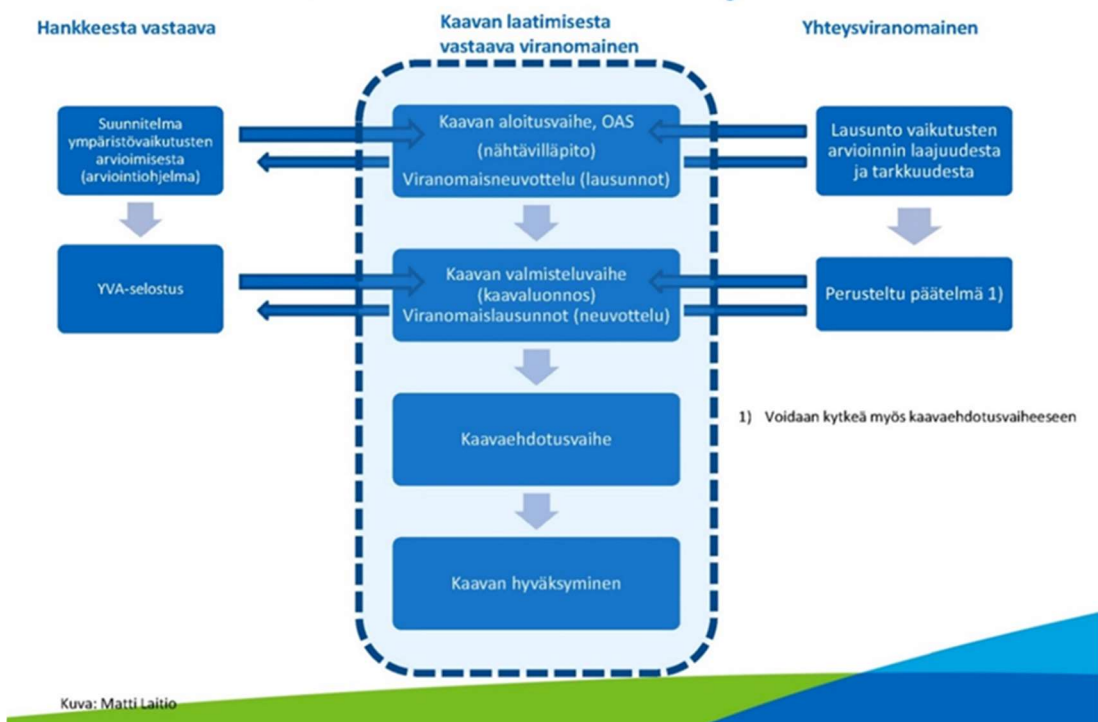 Hankkeesta vastaava
Kaavan laatimisesta
vastaava viranomainen
Yhteysviranomainen
Suunnitelma
ympäristövaikutusten
arvioimisesta
(arviointiohjelma)
Kaavan aloitusvaihe, OAS
(nähtävilläpito)
Viranomaisneuvottelu (lausunnot)
Lausunto vaikutusten
arvioinnin laajuudesta
ja tarkkuudesta
YVA-selostus
Kaavan valmisteluvaihe
(kaavaluonnos)
Viranomaislausunnot (neuvottelu)
Perusteltu päätelmä 1)
Kaavaehdotusvaihe
1) Voidaan kytkeä myös kaavaehdotusvaiheeseen
Kaavan hyväksyminen
Kuva: Matti Laitio